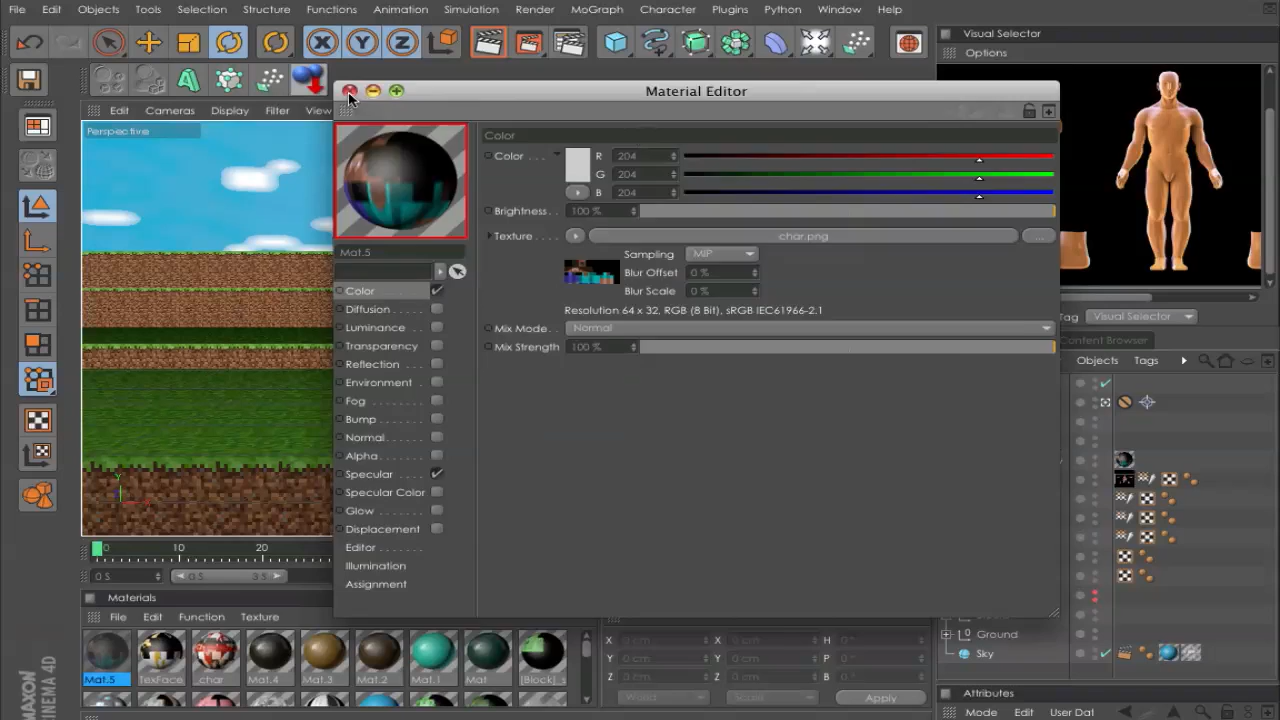 File Edit Objects Tools Selection Structure Functions Animation Simulation Render MoGraph Character Plugins Python Window Help
Visual Selector
Options
X Y Z
Material Editor
Edit Cameras Display Filter View
Perspective
Color
Color . . . R 204
G 204
B 204
Brightness. . 100 %
Texture . . . . char.png ...
Mat.5
Sampling MIP
Blur Offset 0 %
Blur Scale 0 %
Resolution 64 x 32, RGB (8 Bit), sRGB IEC61966-2.1
Mix Mode. . Normal
Mix Strength 100 %
Color
Diffusion
Luminance
Transparency
Reflection
Environment
Fog
Bump
Normal
Alpha
Specular
Specular Color
Glow
Displacement
Editor
Illumination
Assignment
Tag Visual Selector
Content Browser
Objects Tags
Y
0 10 20
0 S 0 S 3 S
Materials
File Edit Function Texture
Mat.5 TexFace _char Mat.4 Mat.3 Mat.2 Mat.1 Mat [Block]_s
X 0 cm X 0 cm H 0 °
Y 0 cm Y 0 cm P 0 °
Z 0 cm Z 0 cm B 0 °
World Scale Apply
Ground
Sky
Attributes
Mode Edit User Dat
MAXON
CINEMA 4D